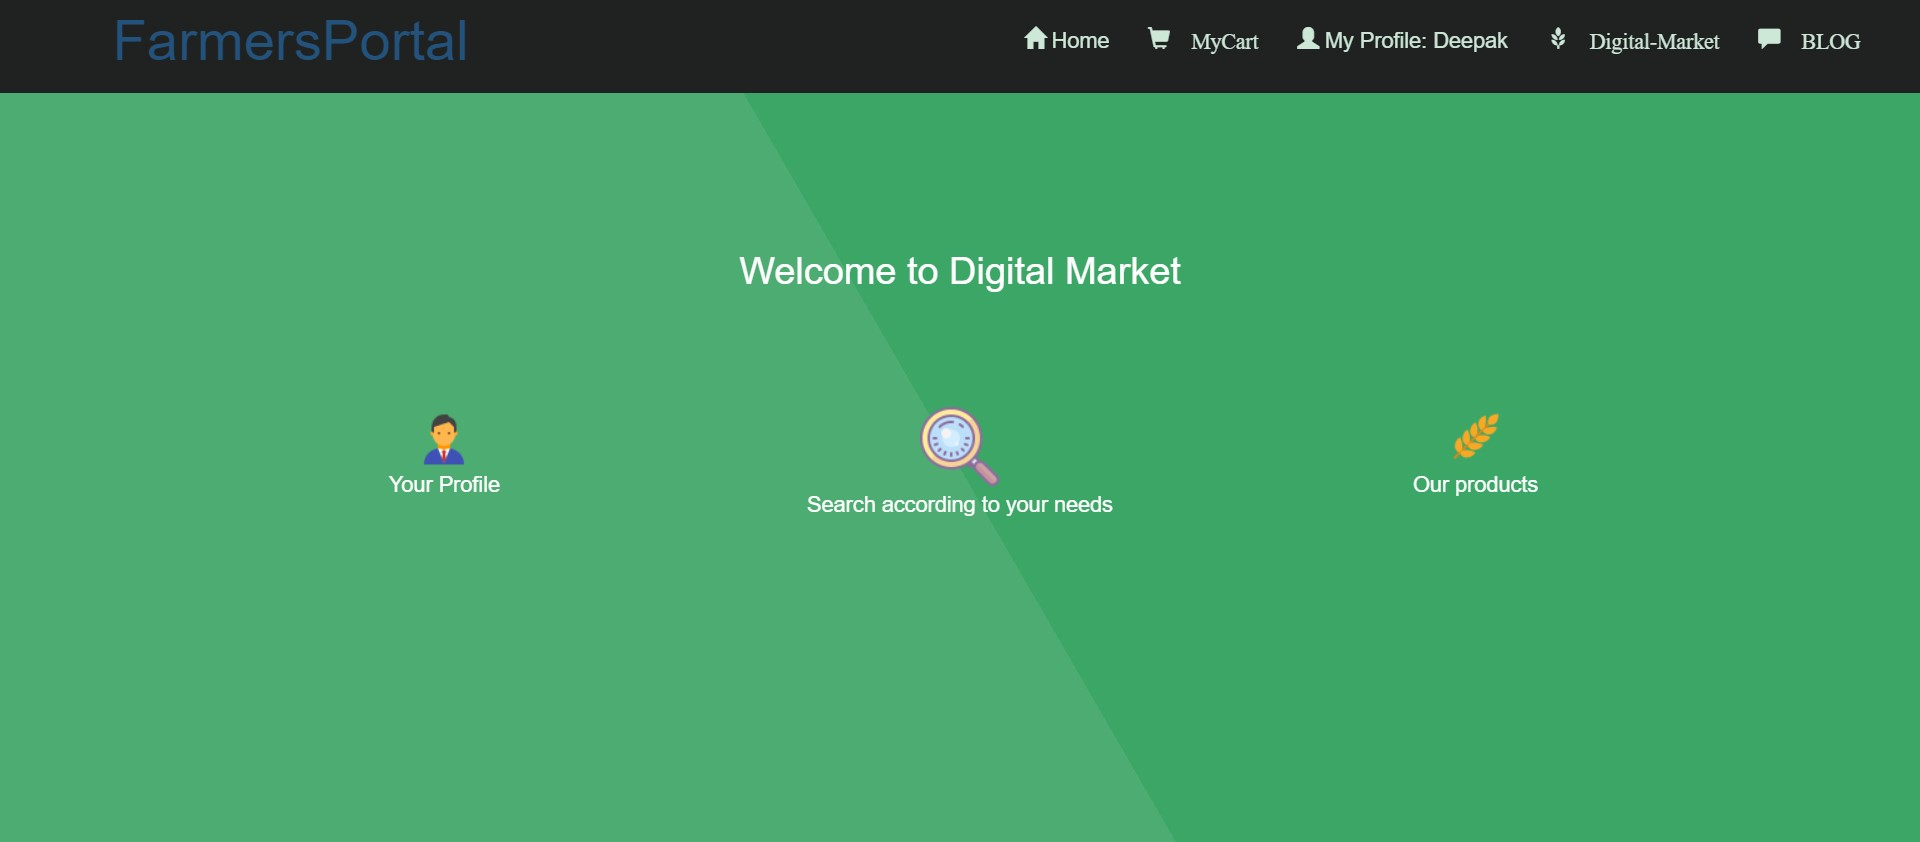 FarmersPortal
Home MyCart My Profile: Deepak Digital-Market BLOG
Welcome to Digital Market
Your Profile
Search according to your needs
Our products